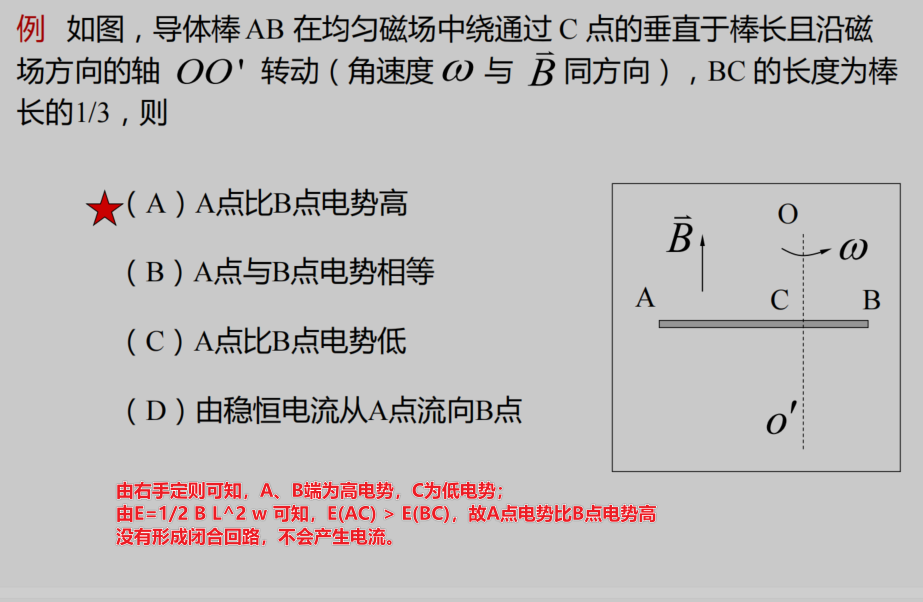 例 如图，导体棒AB 在均匀磁场中绕通过 C 点的垂直于棒长且沿磁
场方向的轴 OO' 转动（角速度 ω 与 B⃗ 同方向），BC 的长度为棒
长的1/3，则
（A）A点比B点电势高
（B）A点与B点电势相等
（C）A点比B点电势低
（D）由稳恒电流从A点流向B点
O
B⃗
ω
A
C
B
o'
由右手定则可知，A、B端为高电势，C为低电势；
由E=1/2 B L^2 w 可知，E(AC) > E(BC)，故A点电势比B点电势高
没有形成闭合回路，不会产生电流。